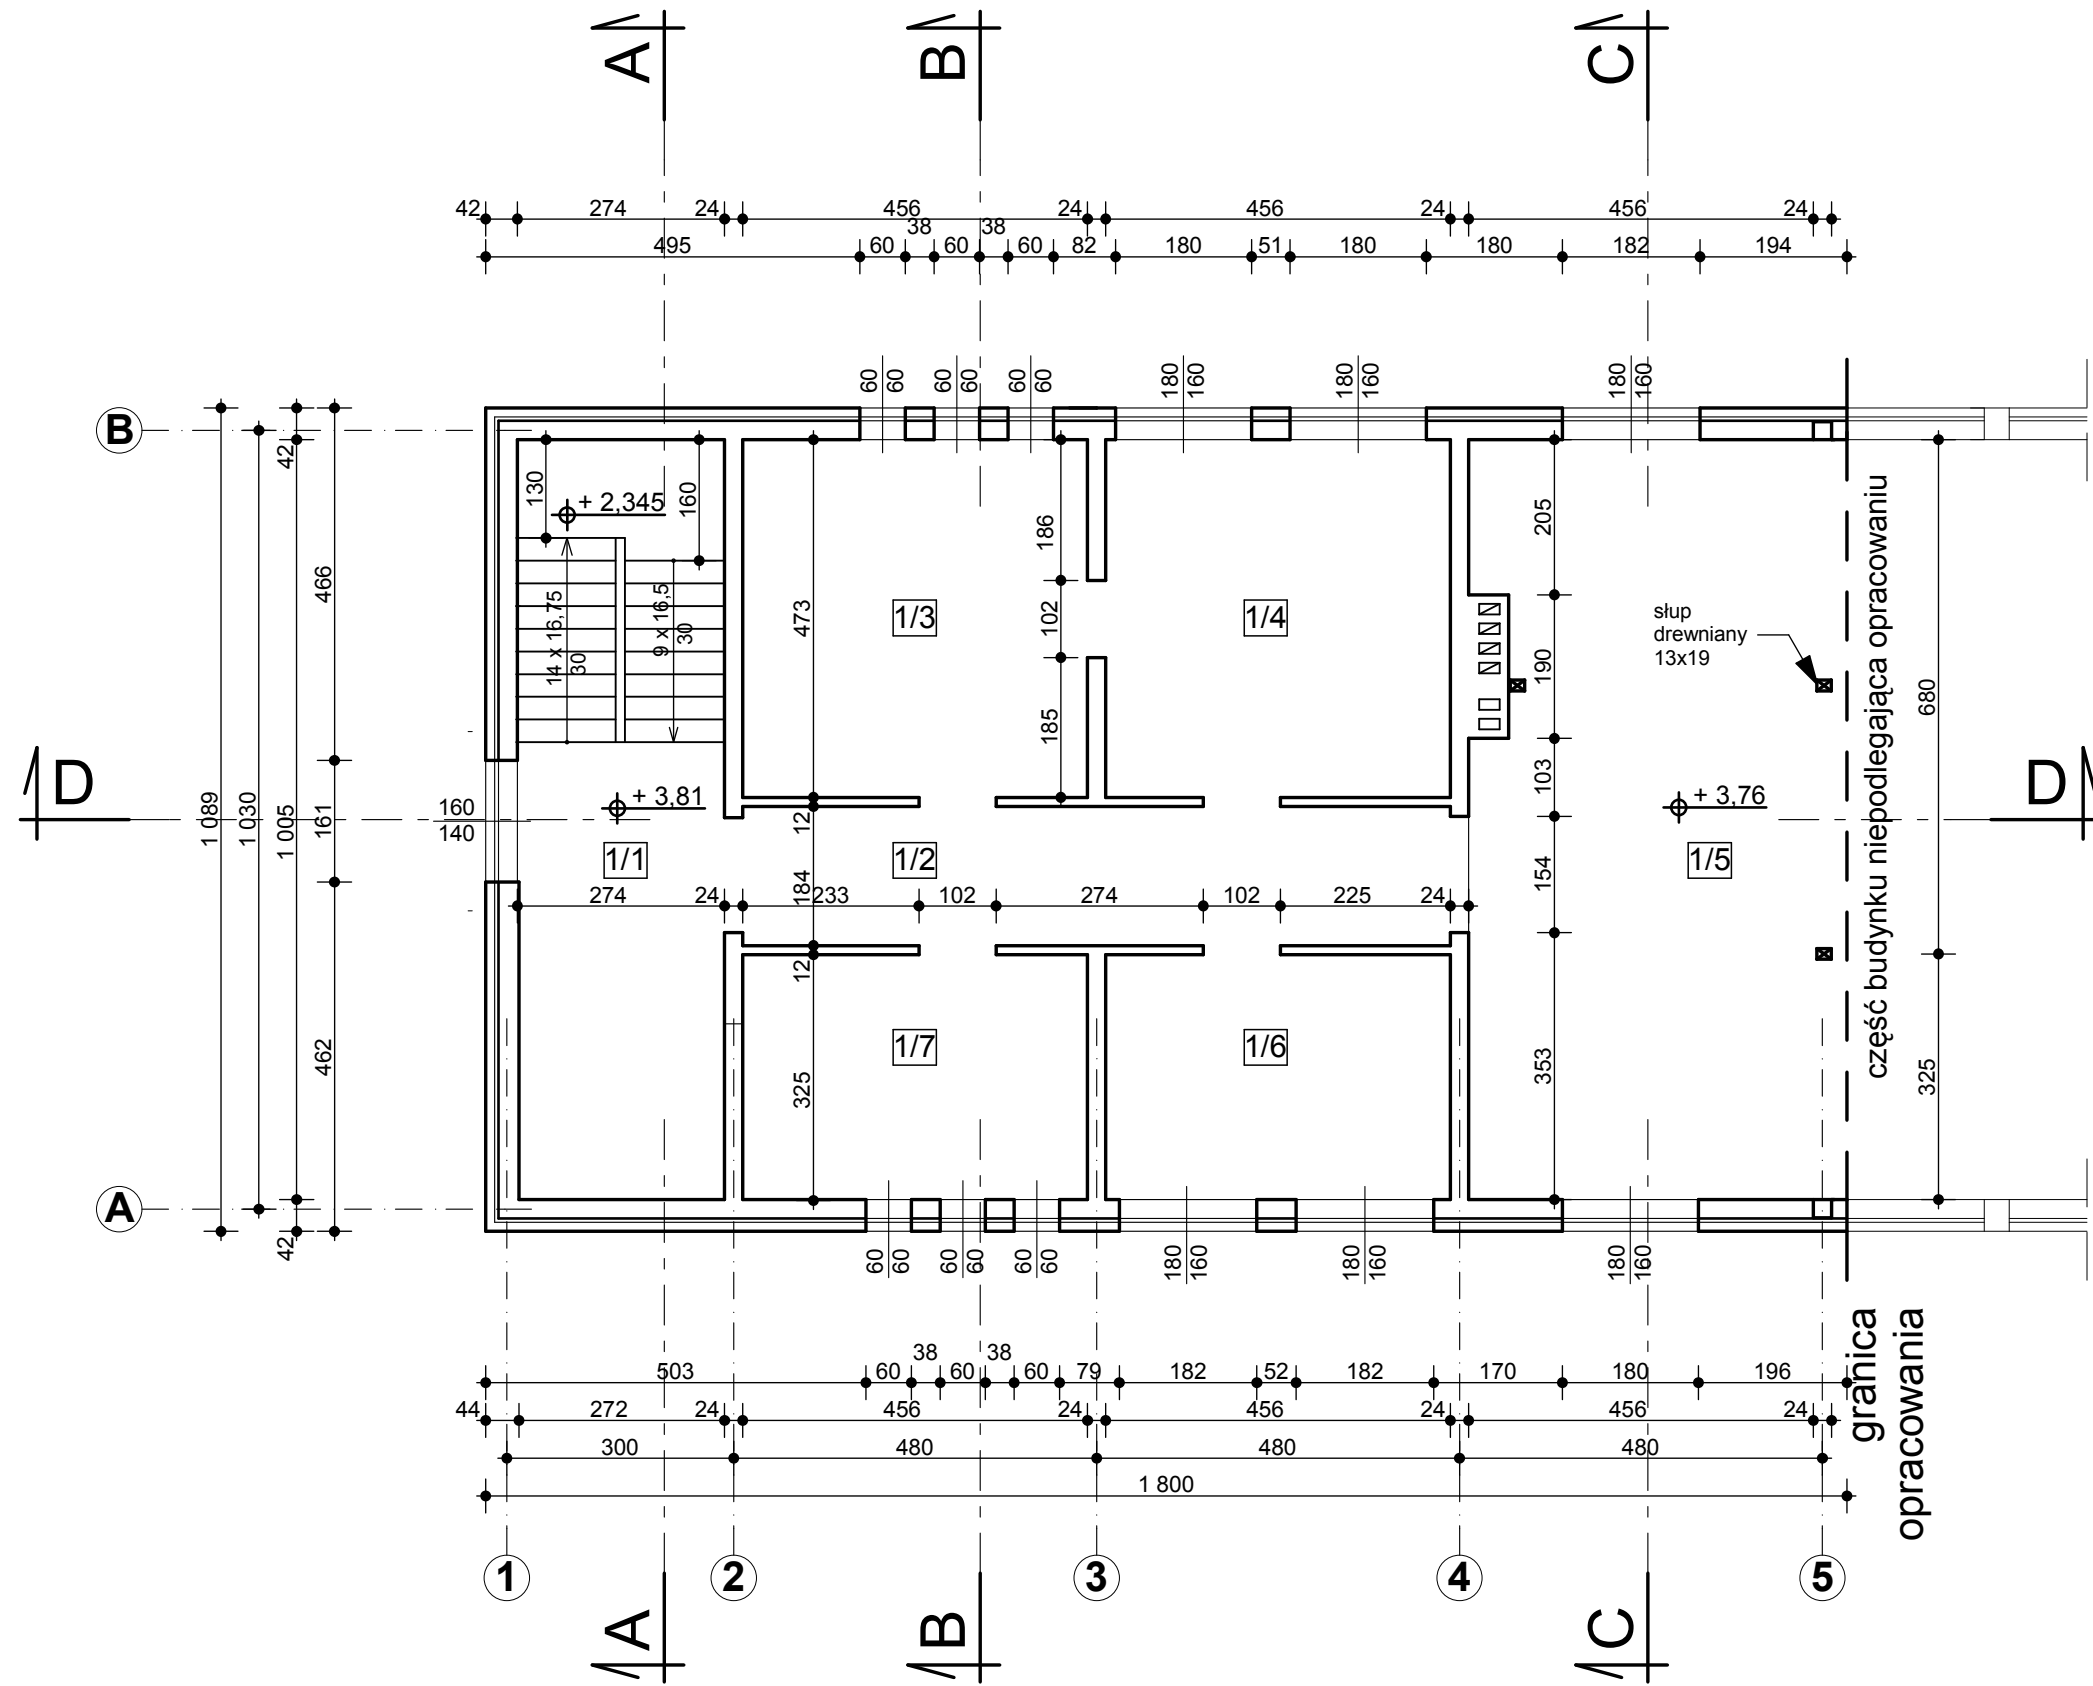 A B C
42 274 24 456 24 456 24 456 24
38 38
495 60 60 60 82 180 51 180 180 182 194
60 60 60 60 60 60 180 160 180 160 180 160
B
42
130
+ 2,345
160
466
14 x 16,75
30
9 x 16,5
30
473
186
102
185
1/3
1/4
205
190
słup
drewniany
13x19
część budynku niepodlegająca opracowaniu
680
D
1 089
1 030
1 005
161
160
140
+ 3,81
12
103
+ 3,76
D
1/1
1/2
184
154
1/5
274 24 233 102 274 102 225 24
12
462
1/7
1/6
325
353
325
A
42
60 60 60 60 60 60 180 160 180 160 180 160
granica
opracowania
38 38
503 60 60 60 79 182 52 182 170 180 196
44 272 24 456 24 456 24 456 24
300 480 480 480
1 800
1 2 3 4 5
A B C